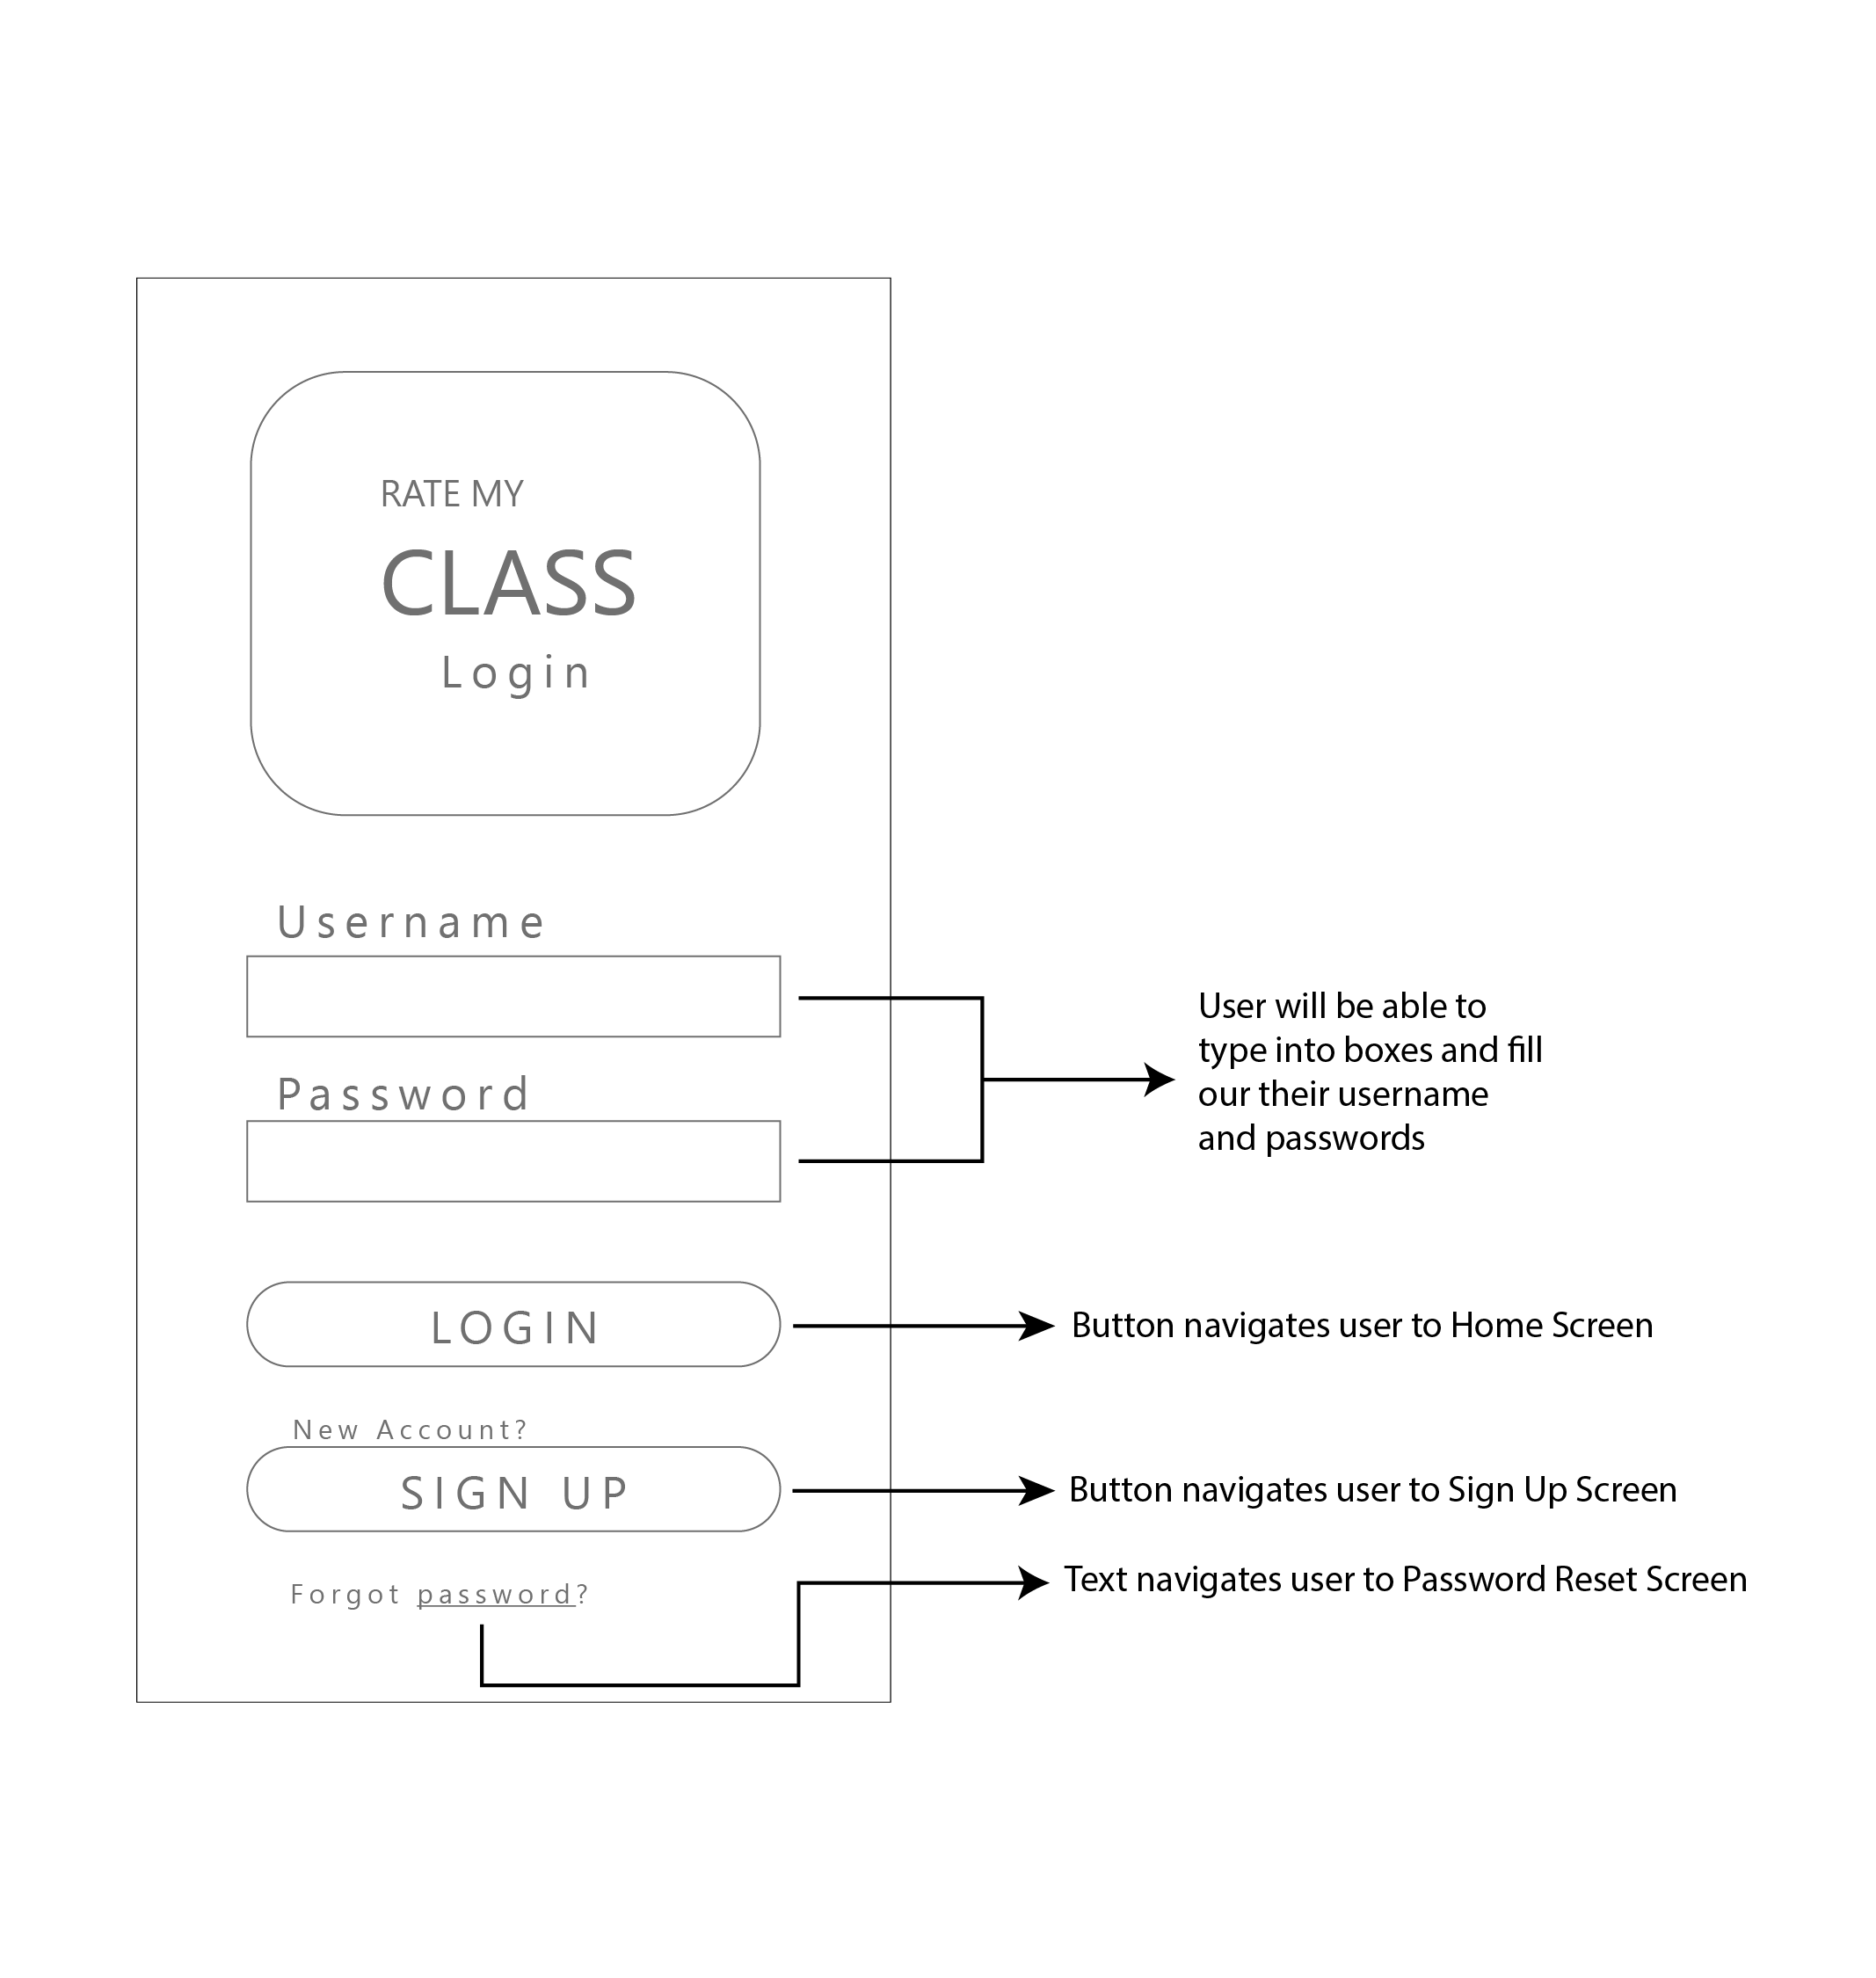 RATE MY
CLASS
Login
Username
Password
User will be able to
type into boxes and fill
our their username
and passwords
LOGIN
Button navigates user to Home Screen
New Account?
SIGN UP
Button navigates user to Sign Up Screen
Forgot password?
Text navigates user to Password Reset Screen